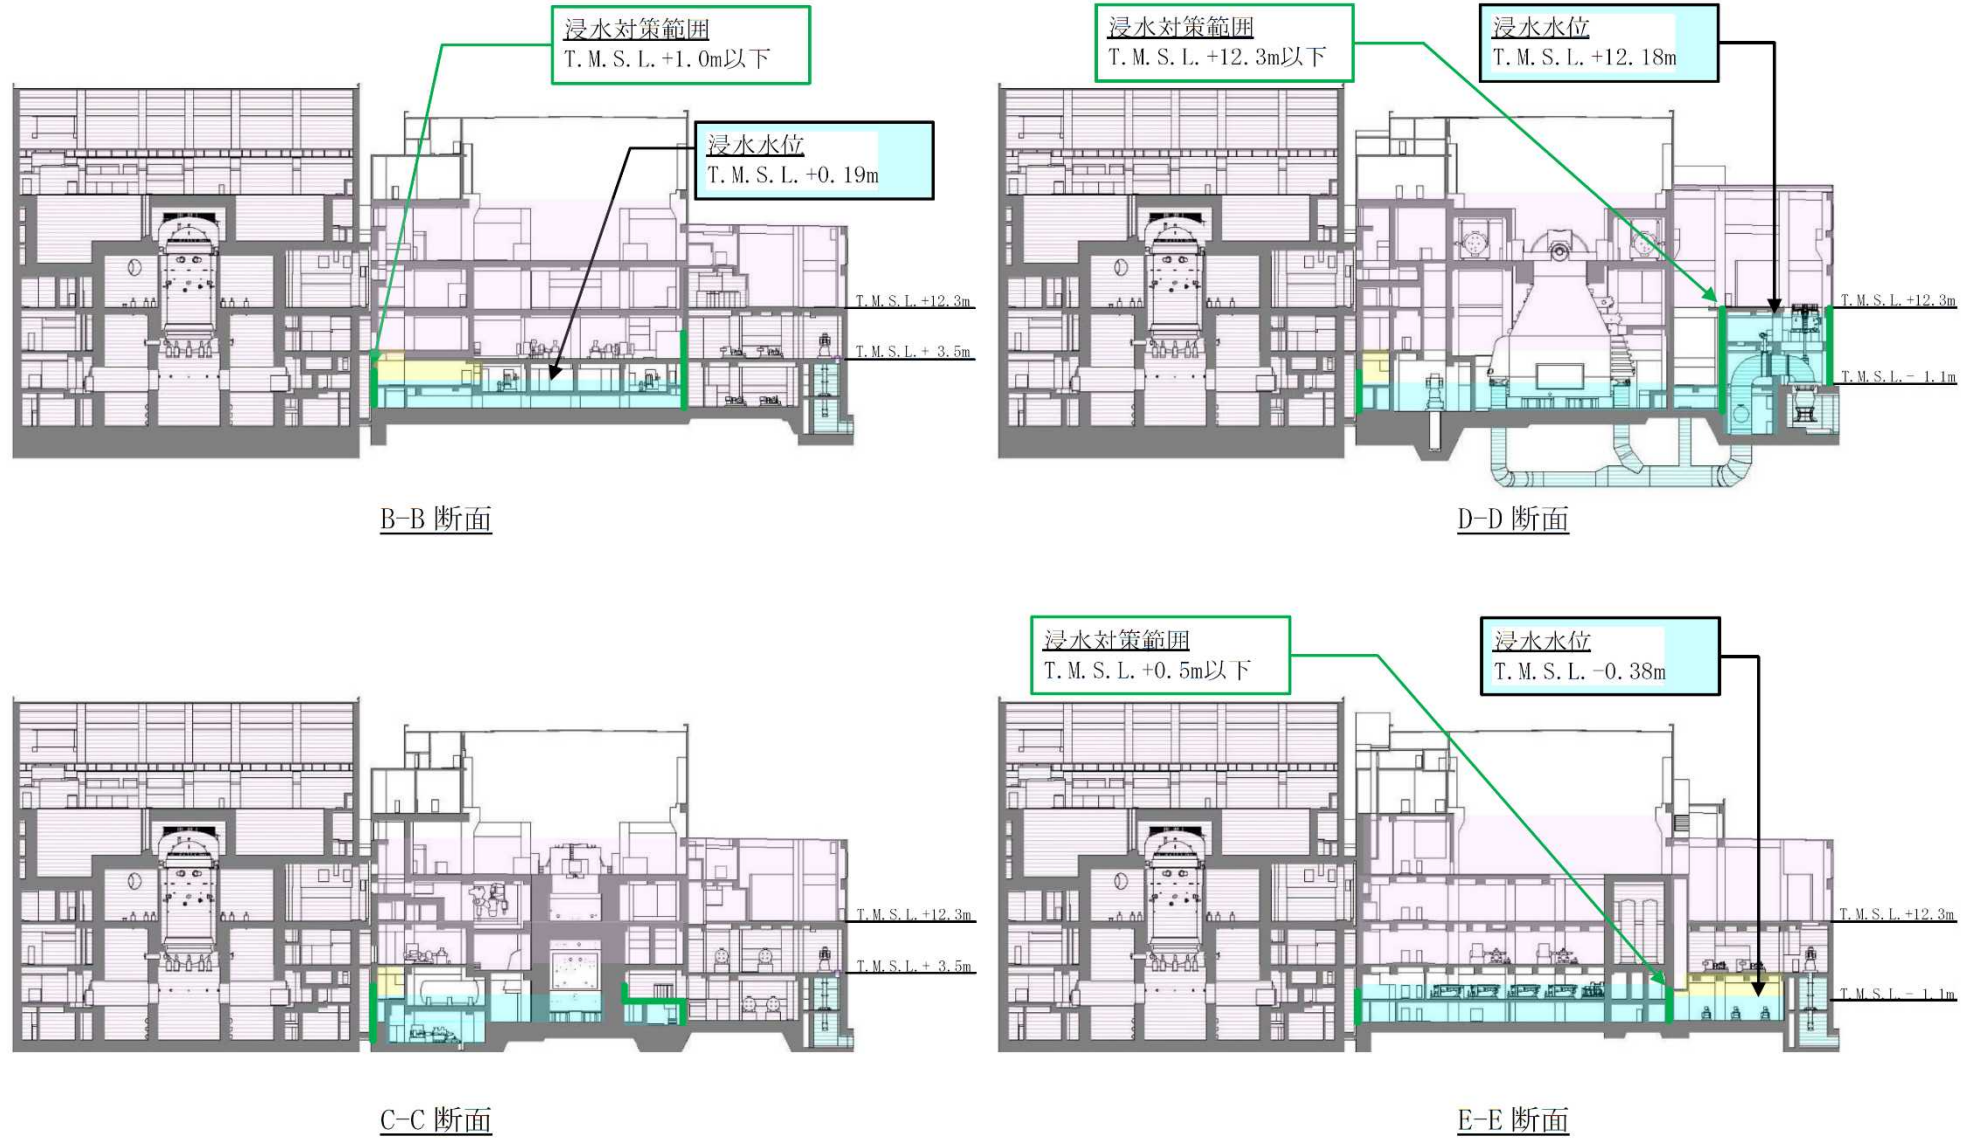 浸水対策範囲
T.M.S.L.+1.0m以下
浸水水位
T.M.S.L.+0.19m
T.M.S.L.+12.3m
T.M.S.L.+ 3.5m
B-B 断面
浸水対策範囲
T.M.S.L.+12.3m以下
浸水水位
T.M.S.L.+12.18m
T.M.S.L.+12.3m
T.M.S.L.- 1.1m
D-D 断面
T.M.S.L.+12.3m
T.M.S.L.+ 3.5m
C-C 断面
浸水対策範囲
T.M.S.L.+0.5m以下
浸水水位
T.M.S.L.-0.38m
T.M.S.L.+12.3m
T.M.S.L.- 1.1m
E-E 断面